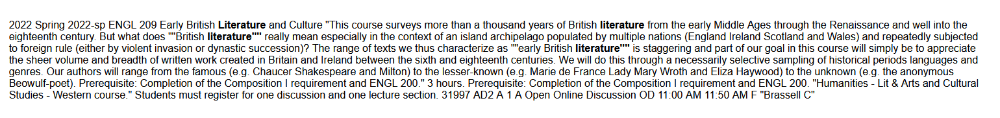 2022 Spring 2022-sp ENGL 209 Early British Literature and Culture "This course surveys more than a thousand years of British literature from the early Middle Ages through the Renaissance and well into the
eighteenth century. But what does ""British literature"" really mean especially in the context of an island archipelago populated by multiple nations (England Ireland Scotland and Wales) and repeatedly subjected
to foreign rule (either by violent invasion or dynastic succession)? The range of texts we thus characterize as ""early British literature"" is staggering and part of our goal in this course will simply be to appreciate
the sheer volume and breadth of written work created in Britain and Ireland between the sixth and eighteenth centuries. We will do this through a necessarily selective sampling of historical periods languages and
genres. Our authors will range from the famous (e.g. Chaucer Shakespeare and Milton) to the lesser-known (e.g. Marie de France Lady Mary Wroth and Eliza Haywood) to the unknown (e.g. the anonymous
Beowulf-poet). Prerequisite: Completion of the Composition I requirement and ENGL 200." 3 hours. Prerequisite: Completion of the Composition I requirement and ENGL 200. "Humanities - Lit & Arts and Cultural
Studies - Western course." Students must register for one discussion and one lecture section. 31997 AD2 A 1 A Open Online Discussion OD 11:00 AM 11:50 AM F "Brassell C"